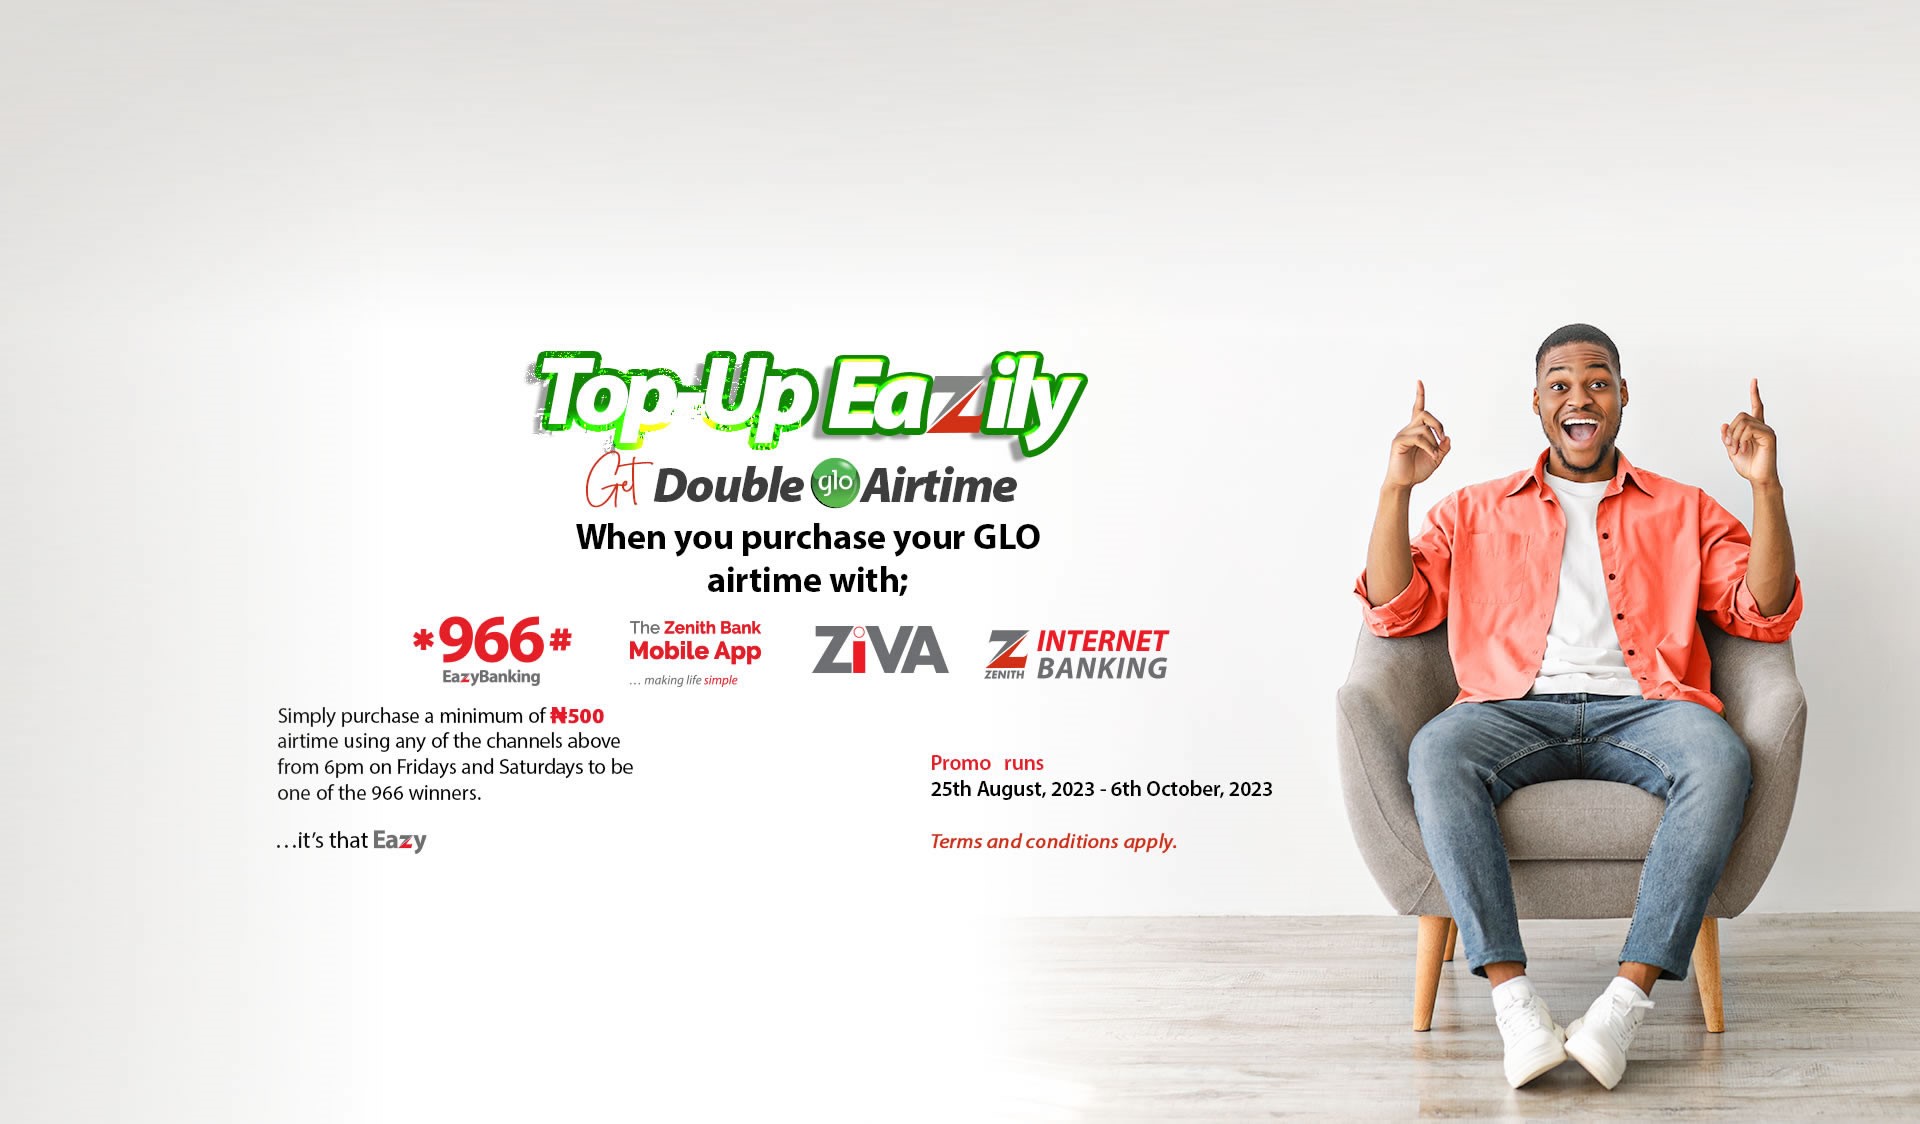 Top-Up Eazily
Get Double glo Airtime
When you purchase your GLO
airtime with;
*966#
EazyBanking
The Zenith Bank
Mobile App
... making life simple
ZiVA
ZENITH
INTERNET
BANKING
Simply purchase a minimum of ₦500
airtime using any of the channels above
from 6pm on Fridays and Saturdays to be
one of the 966 winners.
...it's that Eazy
Promo runs
25th August, 2023 - 6th October, 2023
Terms and conditions apply.